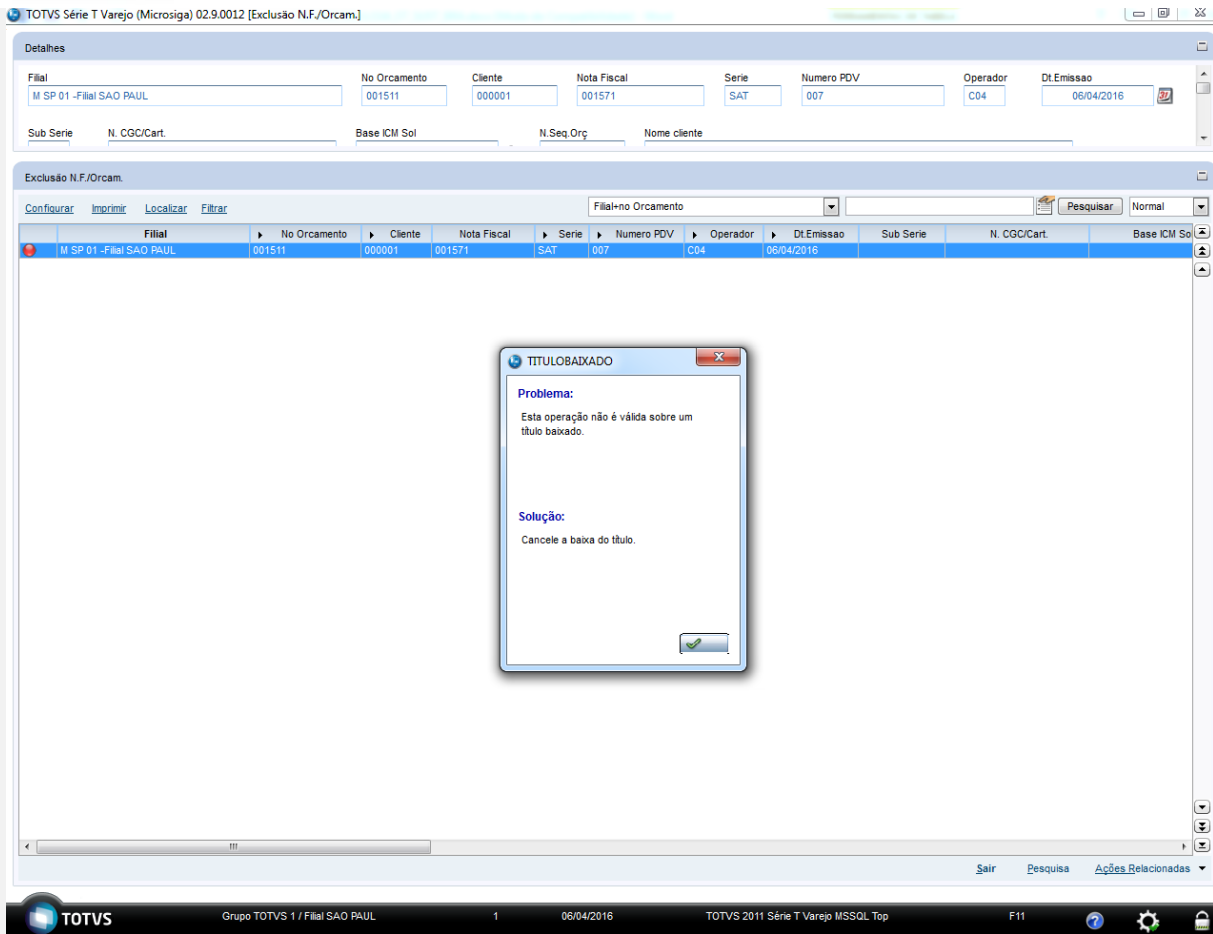 TOTVS Série T Varejo (Microsiga) 02.9.0012 [Exclusão N.F./Orcam.]
Detalhes
Filial No Orcamento Cliente Nota Fiscal Serie Numero PDV Operador Dt.Emissao
M SP 01 -Filial SAO PAUL 001511 000001 001571 SAT 007 C04 06/04/2016
Sub Serie N. CGC/Cart. Base ICM Sol N.Seq.Orç Nome cliente
Exclusão N.F./Orcam.
Configurar Imprimir Localizar Filtrar Filial+no Orcamento Pesquisar Normal
Filial No Orcamento Cliente Nota Fiscal Serie Numero PDV Operador Dt.Emissao Sub Serie N. CGC/Cart. Base ICM So
M SP 01 -Filial SAO PAUL 001511 000001 001571 SAT 007 C04 06/04/2016
TITULOBAIXADO
Problema:
Esta operação não é válida sobre um
título baixado.
Solução:
Cancele a baixa do título.
Sair Pesquisa Ações Relacionadas
TOTVS Grupo TOTVS 1 / Filial SAO PAUL 1 06/04/2016 TOTVS 2011 Série T Varejo MSSQL Top F11